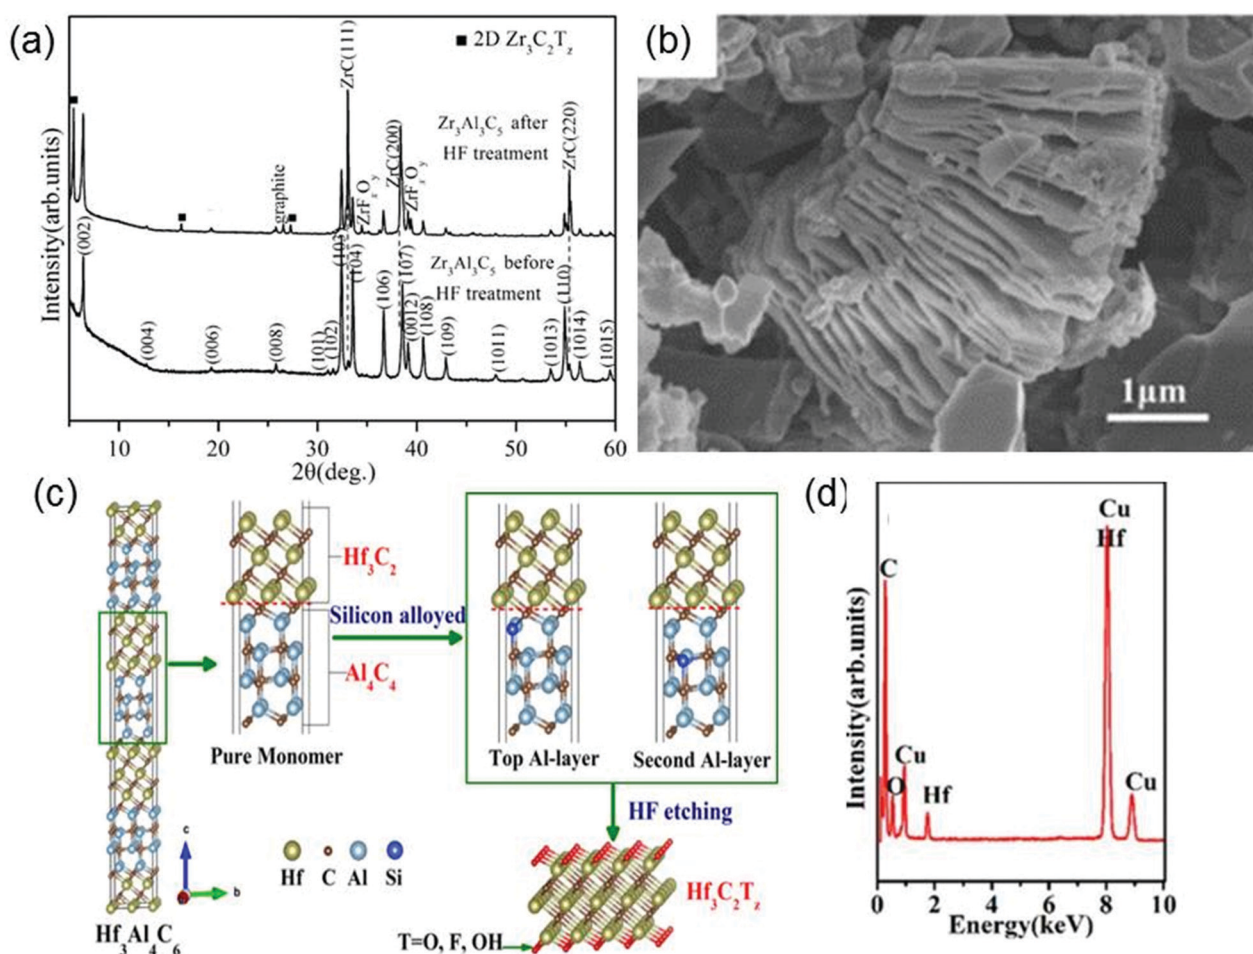 (a)
■ 2D Zr₃C₂Tz
ZrC(111)
Zr₃Al₃C₅ after
HF treatment
ZrC(200)
ZrC(220)
graphite
ZrFₓOy
ZrFₓOy
Zr₃Al₃C₅ before
HF treatment
(002)
(004)
(006)
(008)
(101)
(102)
(103)
(104)
(106)
(107)
(0012)
(108)
(109)
(1011)
(1013)
(110)
(1014)
(1015)
Intensity(arb.units)
10 20 30 40 50 60
2θ(deg.)
(b)
1μm
(c)
Hf₃C₂
Silicon alloyed
Al₄C₄
Pure Monomer
Top Al-layer
Second Al-layer
HF etching
c
b
Hf C Al Si
Hf₃Al₄C₆
Hf₃C₂Tz
T=O, F, OH
(d)
Cu
Hf
C
O
Cu
Hf
Cu
Intensity(arb.units)
0 2 4 6 8 10
Energy(keV)